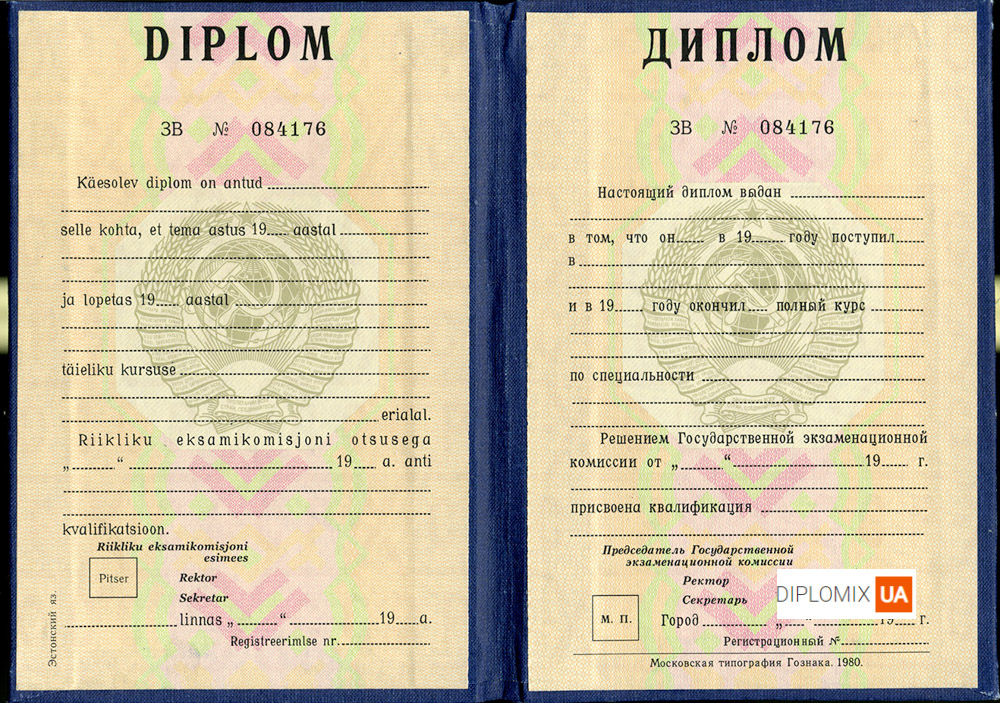 DIPLOM
ЗВ № 084176
Käesolev diplom on antud
selle kohta, et tema astus 19 aastal
ja lopetas 19 aastal
täieliku kursuse
erialal.
Riikliku eksamikomisjoni otsusega
„ “ 19 a. anti
kvalifikatsioon.
Riikliku eksamikomisjoni
esimees
Pitser
Rektor
Sekretar
linnas „ “ 19 a.
Registreerimlse nr.
Эстонский яз.
ДИПЛОМ
ЗВ № 084176
Настоящий диплом выдан
в том, что он в 19 году поступил
в
и в 19 году окончил полный курс
по специальности
Решением Государственной экзаменационной
комиссии от „ “ 19 г.
присвоена квалификация
Председатель Государственной
экзаменационной комиссии
Ректор
Секретарь
DIPLOMIX UA
М. П.
Город „ “ 19 г.
Регистрационный №
Московская типография Гознака. 1980.